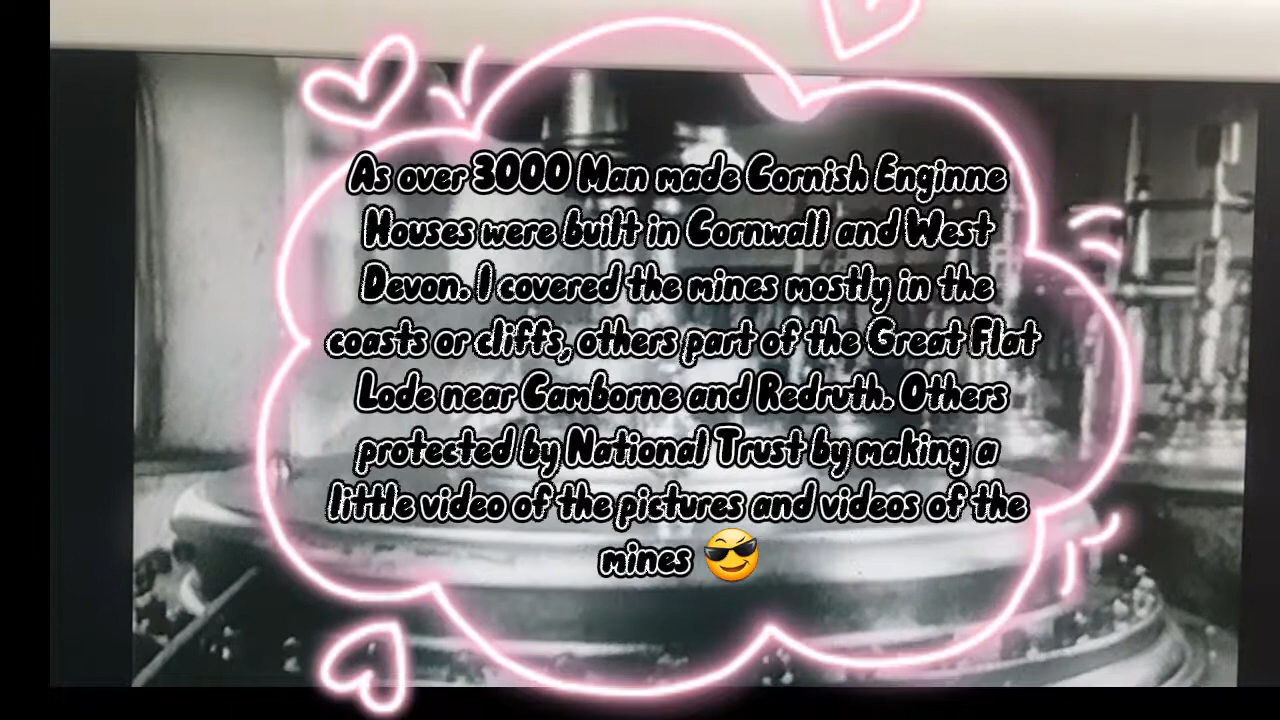 As over 3000 Man made Cornish Enginne
Houses were built in Cornwall and West
Devon. I covered the mines mostly in the
coasts or cliffs, others part of the Great Flat
Lode near Camborne and Redruth. Others
protected by National Trust by making a
little video of the pictures and videos of the
mines 😎